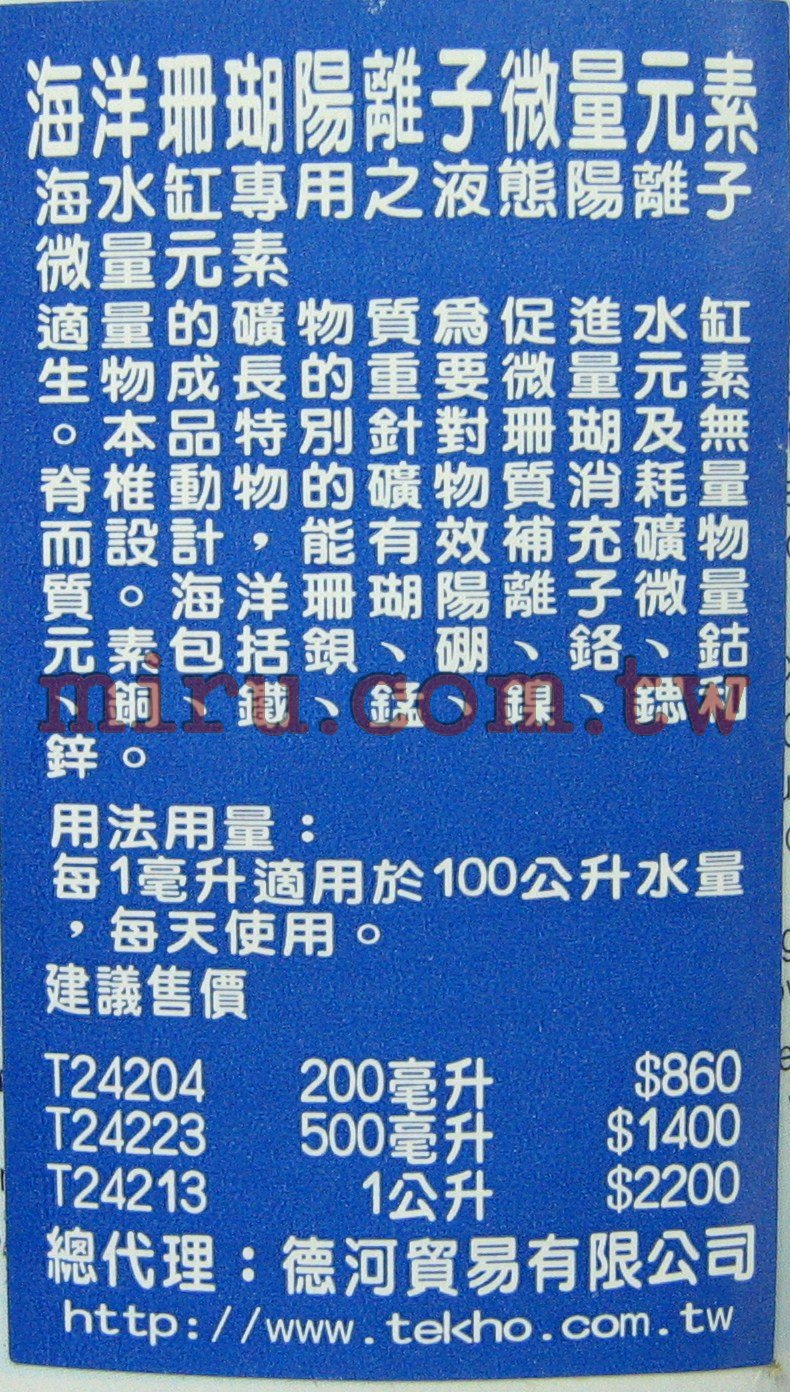 海洋珊瑚陽離子微量元素
海水缸專用之液態陽離子
微量元素
適量的礦物質為促進水缸
生物成長的重要微量元素
。本品特別針對珊瑚及無
脊椎動物的礦物質消耗量
而設計,能有效補充礦物
質。海洋珊瑚陽離子微量
元素包括鋇、硼、鉻、鈷
、銅、鐵、錳、鎳、鍶和
鋅。
miru.com.tw
用法用量:
每1毫升適用於100公升水量
,每天使用。
建議售價
T24204 200毫升 $860
T24223 500毫升 $1400
T24213 1公升 $2200
總代理:德河貿易有限公司
http://www.tekho.com.tw